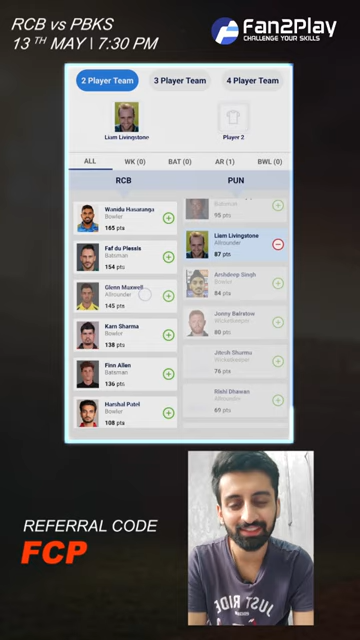 RCB vs PBKS
13 TH MAY | 7:30 PM
Fan2Play
CHALLENGE YOUR SKILLS
2 Player Team
3 Player Team
4 Player Team
Liam Livingstone
Player 2
ALL
WK (0)
BAT (0)
AR (1)
BWL (0)
RCB
PUN
Wanidu Hasaranga
Bowler
165 pts
Faf du Plessis
Batsman
154 pts
Glenn Maxwell
Allrounder
145 pts
Karn Sharma
Bowler
138 pts
Finn Allen
Batsman
136 pts
Harshal Patel
Bowler
108 pts
95 pts
Liam Livingstone
Allrounder
87 pts
Arshdeep Singh
Bowler
84 pts
Jonny Bairstow
Wicketkeeper
80 pts
Jitesh Sharma
Wicketkeeper
76 pts
Rishi Dhawan
Allrounder
69 pts
REFERRAL CODE
FCP
JUST RIDE